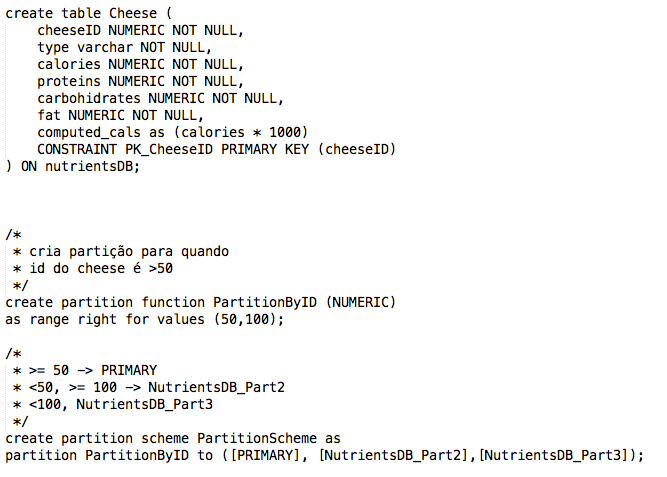 create table Cheese (
    cheeseID NUMERIC NOT NULL,
    type varchar NOT NULL,
    calories NUMERIC NOT NULL,
    proteins NUMERIC NOT NULL,
    carbohidrates NUMERIC NOT NULL,
    fat NUMERIC NOT NULL,
    computed_cals as (calories * 1000)
    CONSTRAINT PK_CheeseID PRIMARY KEY (cheeseID)
) ON nutrientsDB;
/*
 * cria partição para quando
 * id do cheese é >50
 */
create partition function PartitionByID (NUMERIC)
as range right for values (50,100);
/*
 * >= 50 -> PRIMARY
 * <50, >= 100 -> NutrientsDB_Part2
 * <100, NutrientsDB_Part3
 */
create partition scheme PartitionScheme as
partition PartitionByID to ([PRIMARY], [NutrientsDB_Part2],[NutrientsDB_Part3]);